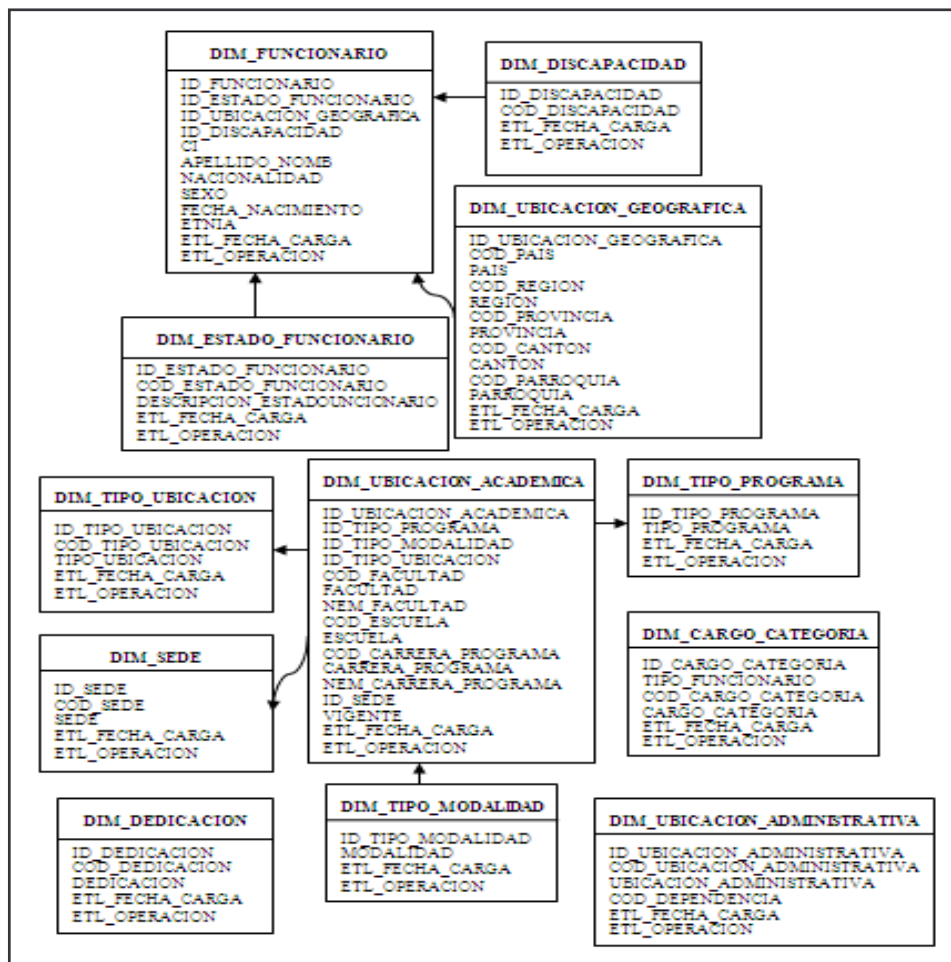 DIM_FUNCIONARIO
ID_FUNCIONARIO
ID_ESTADO_FUNCIONARIO
ID_UBICACION_GEOGRAFICA
ID_DISCAPACIDAD
CI
APELLIDO_NOMB
NACIONALIDAD
SEXO
FECHA_NACIMIENTO
ETNIA
ETL_FECHA_CARGA
ETL_OPERACION
DIM_DISCAPACIDAD
ID_DISCAPACIDAD
COD_DISCAPACIDAD
ETL_FECHA_CARGA
ETL_OPERACION
DIM_UBICACION_GEOGRAFICA
ID_UBICACION_GEOGRAFICA
COD_PAIS
PAIS
COD_REGION
REGION
COD_PROVINCIA
PROVINCIA
COD_CANTON
CANTON
COD_PARROQUIA
PARROQUIA
ETL_FECHA_CARGA
ETL_OPERACION
DIM_ESTADO_FUNCIONARIO
ID_ESTADO_FUNCIONARIO
COD_ESTADO_FUNCIONARIO
DESCRIPCION_ESTADOUNCIONARIO
ETL_FECHA_CARGA
ETL_OPERACION
DIM_TIPO_UBICACION
ID_TIPO_UBICACION
COD_TIPO_UBICACION
TIPO_UBICACION
ETL_FECHA_CARGA
ETL_OPERACION
DIM_UBICACION_ACADEMICA
ID_UBICACION_ACADEMICA
ID_TIPO_PROGRAMA
ID_TIPO_MODALIDAD
ID_TIPO_UBICACION
COD_FACULTAD
FACULTAD
NEM_FACULTAD
COD_ESCUELA
ESCUELA
COD_CARRERA_PROGRAMA
CARRERA_PROGRAMA
NEM_CARRERA_PROGRAMA
ID_SEDE
VIGENTE
ETL_FECHA_CARGA
ETL_OPERACION
DIM_TIPO_PROGRAMA
ID_TIPO_PROGRAMA
TIPO_PROGRAMA
ETL_FECHA_CARGA
ETL_OPERACION
DIM_SEDE
ID_SEDE
COD_SEDE
SEDE
ETL_FECHA_CARGA
ETL_OPERACION
DIM_CARGO_CATEGORIA
ID_CARGO_CATEGORIA
TIPO_FUNCIONARIO
COD_CARGO_CATEGORIA
CARGO_CATEGORIA
ETL_FECHA_CARGA
ETL_OPERACION
DIM_DEDICACION
ID_DEDICACION
COD_DEDICACION
DEDICACION
ETL_FECHA_CARGA
ETL_OPERACION
DIM_TIPO_MODALIDAD
ID_TIPO_MODALIDAD
MODALIDAD
ETL_FECHA_CARGA
ETL_OPERACION
DIM_UBICACION_ADMINISTRATIVA
ID_UBICACION_ADMINISTRATIVA
COD_UBICACION_ADMINISTRATIVA
UBICACION_ADMINISTRATIVA
COD_DEPENDENCIA
ETL_FECHA_CARGA
ETL_OPERACION